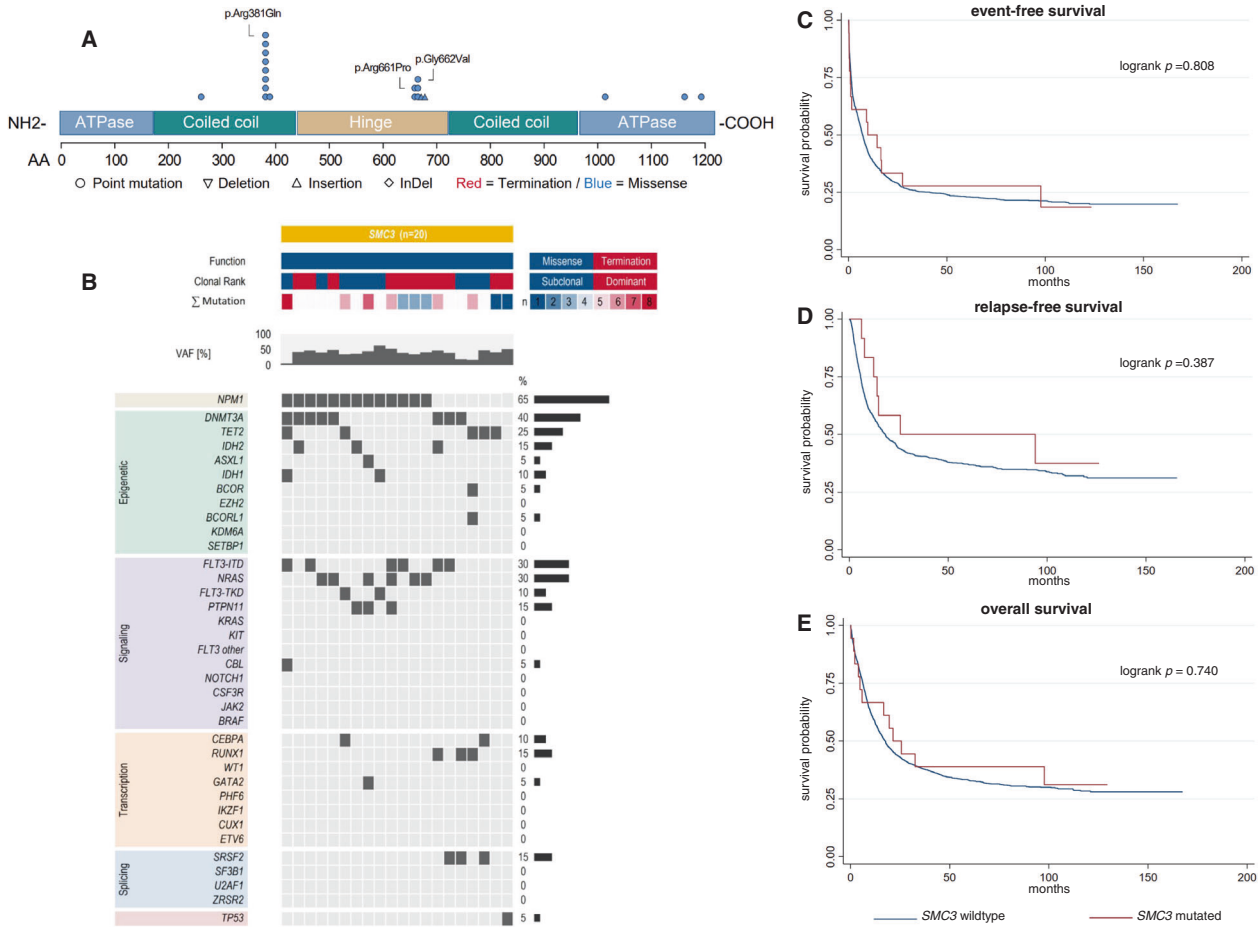 A
p.Arg381Gln
p.Arg661Pro
p.Gly662Val
NH2-
ATPase
Coiled coil
Hinge
Coiled coil
ATPase
-COOH
AA
0 100 200 300 400 500 600 700 800 900 1000 1100 1200
Point mutation
Deletion
Insertion
InDel
Red = Termination / Blue = Missense
B
SMC3 (n=20)
Function
Missense Termination
Clonal Rank
Subclonal Dominant
∑ Mutation
n 1 2 3 4 5 6 7 8
VAF [%]
100
50
0
%
NPM1 65
Epigenetic
DNMT3A 40
TET2 25
IDH2 15
ASXL1 5
IDH1 10
BCOR 5
EZH2 0
BCORL1 5
KDM6A 0
SETBP1 0
Signaling
FLT3-ITD 30
NRAS 30
FLT3-TKD 10
PTPN11 15
KRAS 0
KIT 0
FLT3 other 0
CBL 5
NOTCH1 0
CSF3R 0
JAK2 0
BRAF 0
Transcription
CEBPA 10
RUNX1 15
WT1 0
GATA2 5
PHF6 0
IKZF1 0
CUX1 0
ETV6 0
Splicing
SRSF2 15
SF3B1 0
U2AF1 0
ZRSR2 0
TP53 5
C
event-free survival
logrank p =0.808
survival probability
1.00
0.75
0.50
0.25
0.00
0 50 100 150 200
months
D
relapse-free survival
logrank p =0.387
survival probability
1.00
0.75
0.50
0.25
0.00
0 50 100 150 200
months
E
overall survival
logrank p = 0.740
survival probability
1.00
0.75
0.50
0.25
0.00
0 50 100 150 200
months
SMC3 wildtype
SMC3 mutated